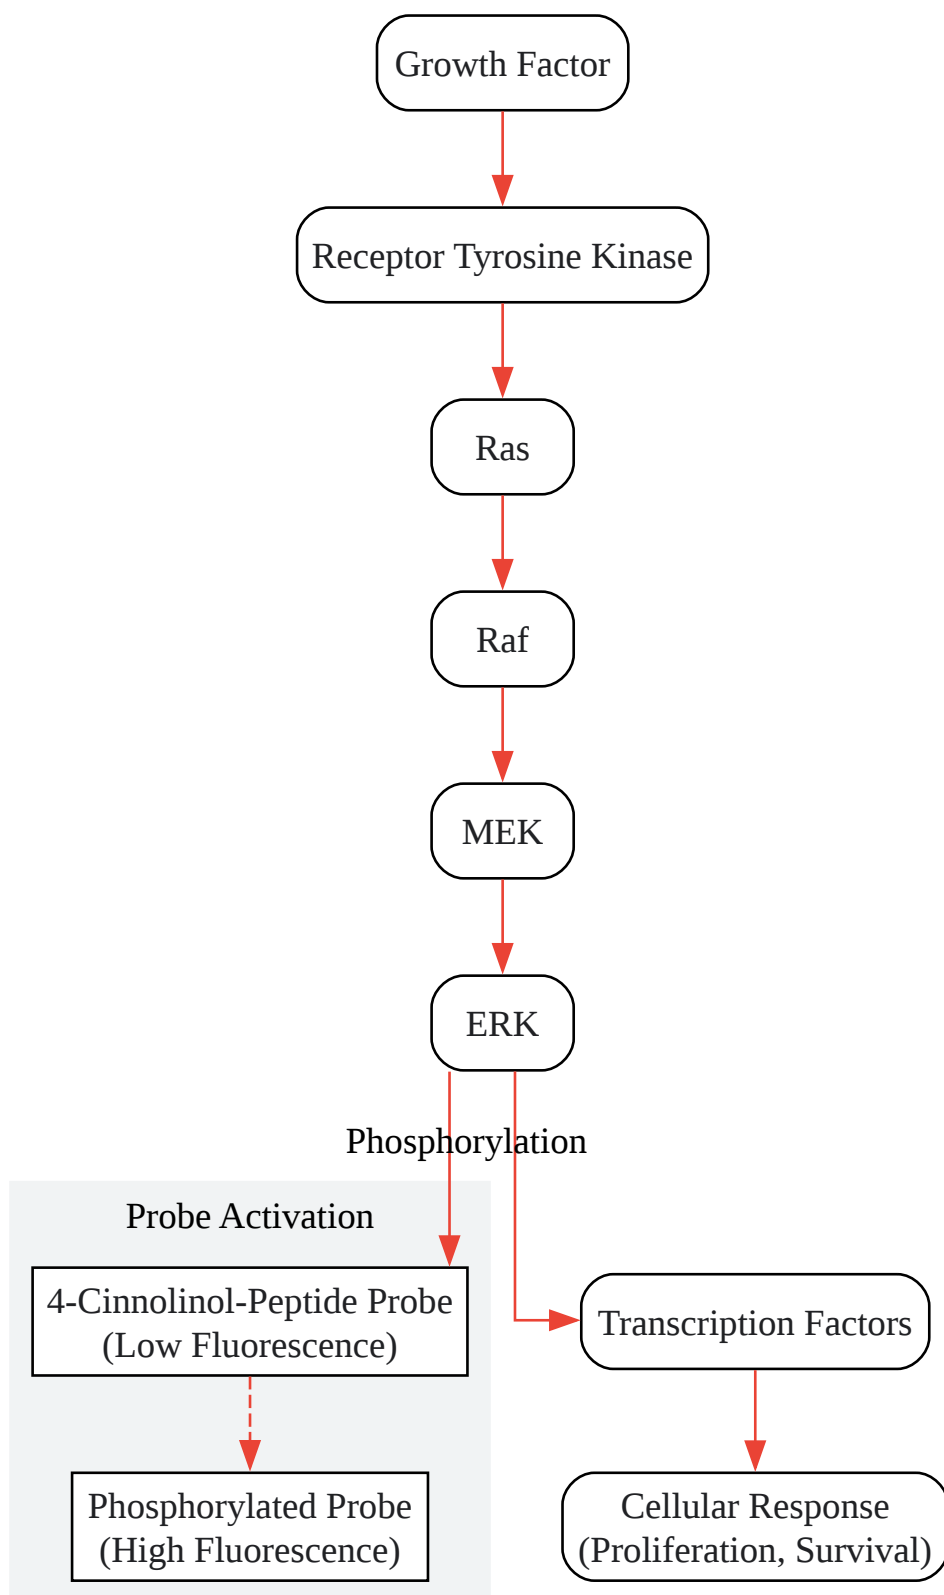 Growth Factor
Receptor Tyrosine Kinase
Ras
Raf
MEK
ERK
Phosphorylation
Probe Activation
4-Cinnolinol-Peptide Probe
(Low Fluorescence)
Transcription Factors
Phosphorylated Probe
(High Fluorescence)
Cellular Response
(Proliferation, Survival)